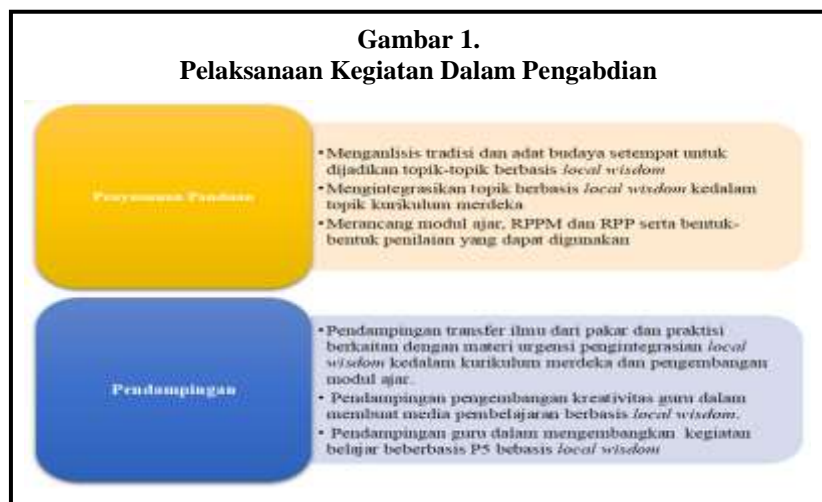 Gambar 1.
Pelaksanaan Kegiatan Dalam Pengabdian
Penyusunan Panduan
•Menganlisis tradisi dan adat budaya setempat untuk
dijadikan topik-topik berbasis local wisdom
•Mengintegrasikan topik berbasis local wisdom kedalam
topik kurikulum merdeka
•Merancang modul ajar, RPPM dan RPP serta bentuk-
bentuk penilaian yang dapat digunakan
Pendampingan
•Pendampingan transfer ilmu dari pakar dan praktisi
berkaitan dengan materi urgensi pengintegrasian local
wisdom kedalam kurikulum merdeka dan pengembangan
modul ajar.
• Pendampingan pengembangan kreativitas guru dalam
membuat media pembelajaran berbasis local wisdom.
• Pendampingan guru dalam mengembangkan kegiatan
belajar beberbasis P5 bebasis local wisdom